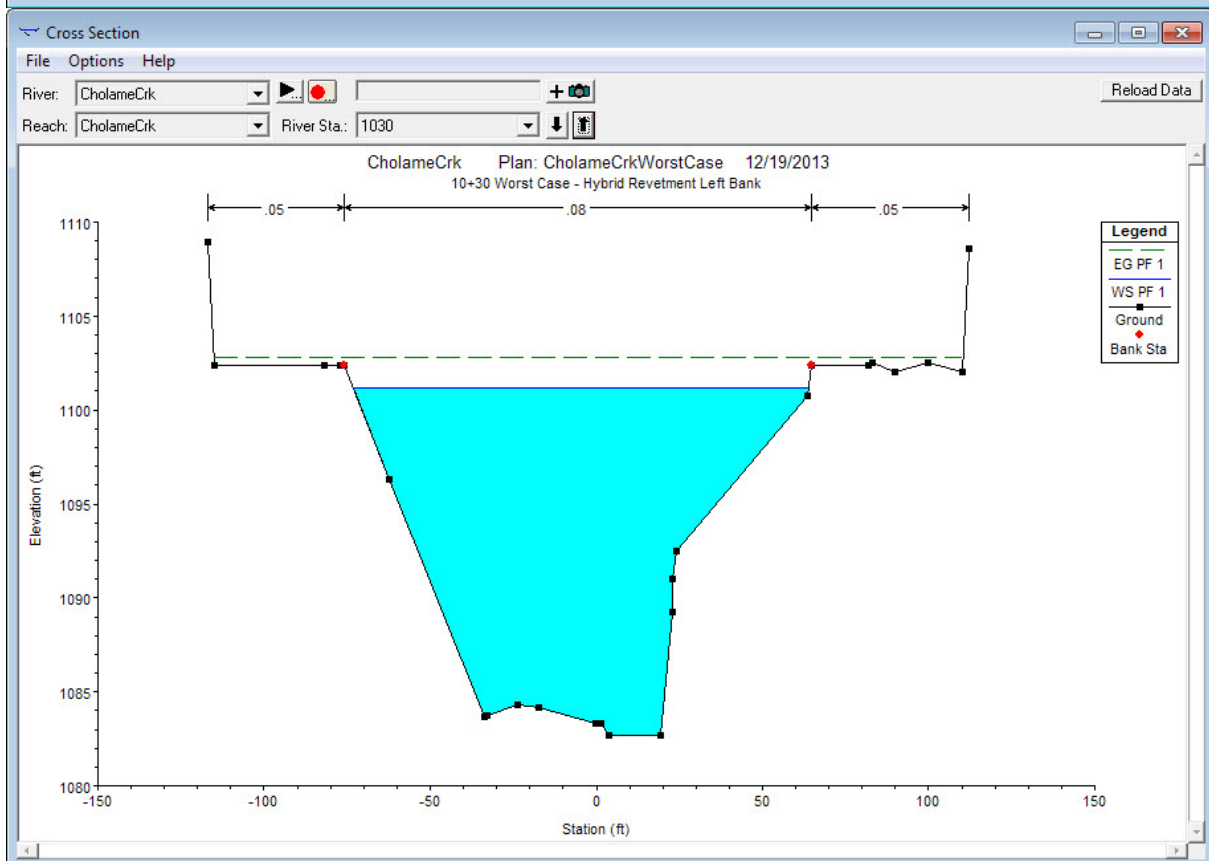 Cross Section
File Options Help
River: CholameCrk Reload Data
Reach: CholameCrk River Sta.: 1030
CholameCrk Plan: CholameCrkWorstCase 12/19/2013
10+30 Worst Case - Hybrid Revetment Left Bank
.05 .08 .05
1110
1105
1100
1095
1090
1085
1080
Elevation (ft)
-150 -100 -50 0 50 100 150
Station (ft)
Legend
EG PF 1
WS PF 1
Ground
Bank Sta